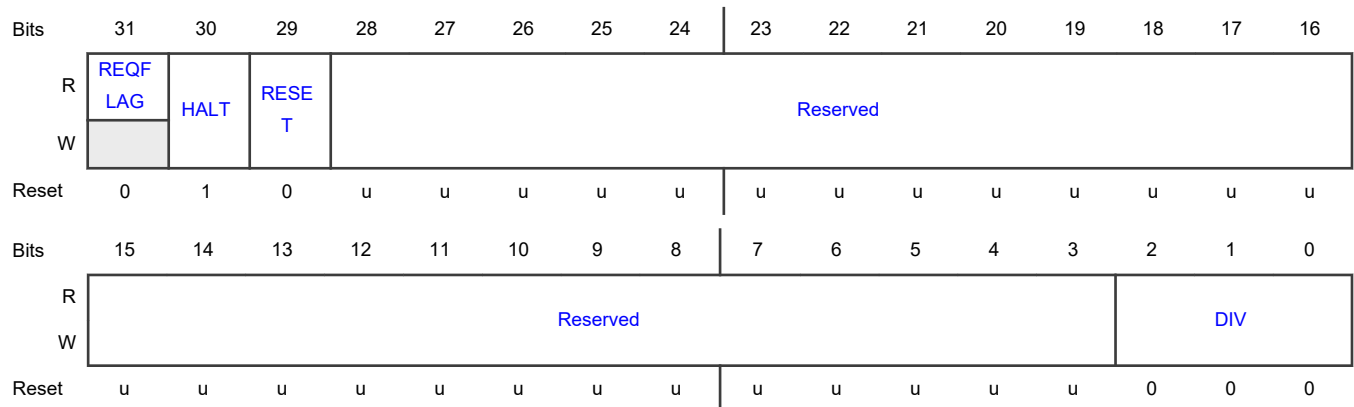 Bits 31 30 29 28 27 26 25 24 23 22 21 20 19 18 17 16
R REQF
LAG HALT RESE
T Reserved
W
Reset 0 1 0 u u u u u u u u u u u u u
Bits 15 14 13 12 11 10 9 8 7 6 5 4 3 2 1 0
R Reserved DIV
W
Reset u u u u u u u u u u u u u 0 0 0